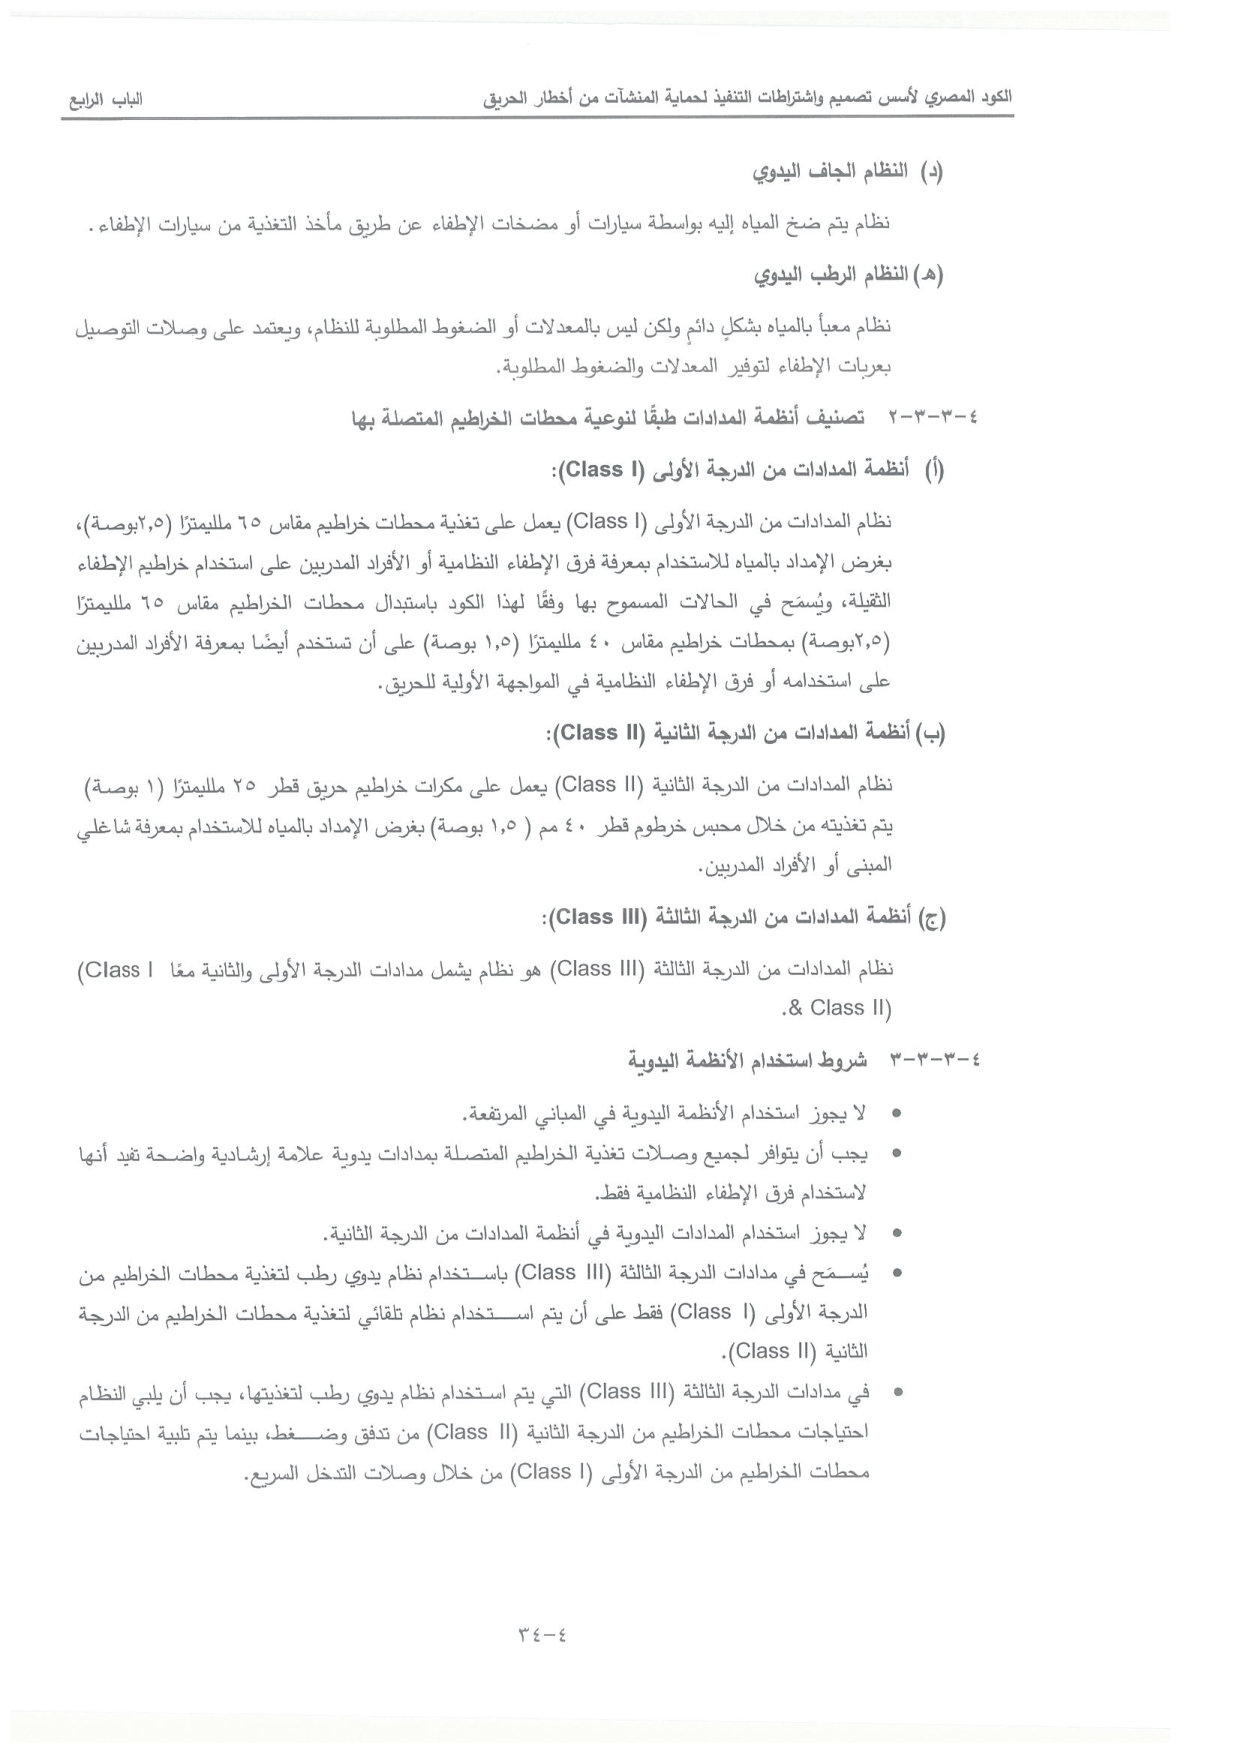 الكود المصري لأسس تصميم واشتراطات التنفيذ لحماية المنشآت من أخطار الحريق الباب الرابع
(د) النظام الجاف اليدوي
نظام يتم ضخ المياه إليه بواسطة سيارات أو مضخات الإطفاء عن طريق مأخذ التغذية من سيارات الإطفاء.
(هـ) النظام الرطب اليدوي
نظام معبأ بالمياه بشكلٍ دائمٍ ولكن ليس بالمعدلات أو الضغوط المطلوبة للنظام، ويعتمد على وصلات التوصيل
بعربات الإطفاء لتوفير المعدلات والضغوط المطلوبة.
٤-٣-٣-٢ تصنيف أنظمة المدادات طبقًا لنوعية محطات الخراطيم المتصلة بها
(أ) أنظمة المدادات من الدرجة الأولى (Class I):
نظام المدادات من الدرجة الأولى (Class I) يعمل على تغذية محطات خراطيم مقاس ٦٥ ملليمترًا (٢,٥بوصة)،
بغرض الإمداد بالمياه للاستخدام بمعرفة فرق الإطفاء النظامية أو الأفراد المدربين على استخدام خراطيم الإطفاء
الثقيلة، ويُسمَح في الحالات المسموح بها وفقًا لهذا الكود باستبدال محطات الخراطيم مقاس ٦٥ ملليمترًا
(٢,٥بوصة) بمحطات خراطيم مقاس ٤٠ ملليمترًا (١,٥ بوصة) على أن تستخدم أيضًا بمعرفة الأفراد المدربين
على استخدامه أو فرق الإطفاء النظامية في المواجهة الأولية للحريق.
(ب) أنظمة المدادات من الدرجة الثانية (Class II):
نظام المدادات من الدرجة الثانية (Class II) يعمل على مكرات خراطيم حريق قطر ٢٥ ملليمترًا (١ بوصة)
يتم تغذيته من خلال محبس خرطوم قطر ٤٠ مم ( ١,٥ بوصة) بغرض الإمداد بالمياه للاستخدام بمعرفة شاغلي
المبنى أو الأفراد المدربين.
(ج) أنظمة المدادات من الدرجة الثالثة (Class III):
نظام المدادات من الدرجة الثالثة (Class III) هو نظام يشمل مدادات الدرجة الأولى والثانية معًا (Class I
& Class II).
٤-٣-٣-٣ شروط استخدام الأنظمة اليدوية
• لا يجوز استخدام الأنظمة اليدوية في المباني المرتفعة.
• يجب أن يتوافر لجميع وصلات تغذية الخراطيم المتصلة بمدادات يدوية علامة إرشادية واضحة تفيد أنها
لاستخدام فرق الإطفاء النظامية فقط.
• لا يجوز استخدام المدادات اليدوية في أنظمة المدادات من الدرجة الثانية.
• يُسـمَح في مدادات الدرجة الثالثة (Class III) باستخدام نظام يدوي رطب لتغذية محطات الخراطيم من
الدرجة الأولى (Class I) فقط على أن يتم استخدام نظام تلقائي لتغذية محطات الخراطيم من الدرجة
الثانية (Class II).
• في مدادات الدرجة الثالثة (Class III) التي يتم استخدام نظام يدوي رطب لتغذيتها، يجب أن يلبي النظام
احتياجات محطات الخراطيم من الدرجة الثانية (Class II) من تدفق وضغط، بينما يتم تلبية احتياجات
محطات الخراطيم من الدرجة الأولى (Class I) من خلال وصلات التدخل السريع.
٤-٣٤